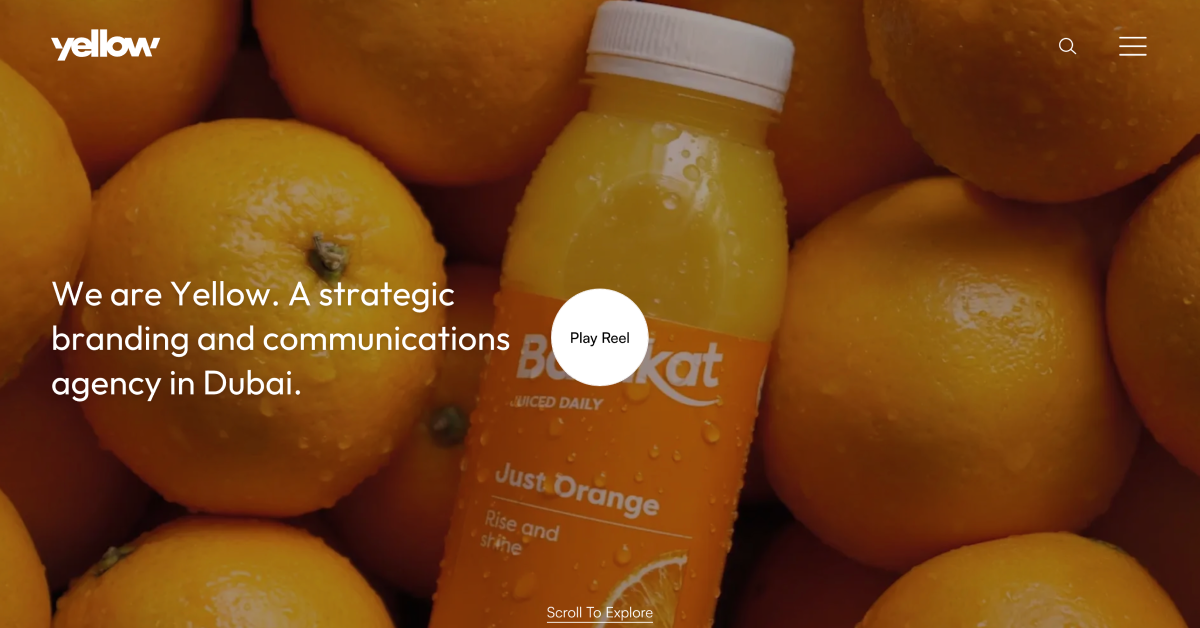 yellow
We are Yellow. A strategic
branding and communications
agency in Dubai.
Play Reel
JUICED DAILY
Just Orange
Rise and
shine
Scroll To Explore